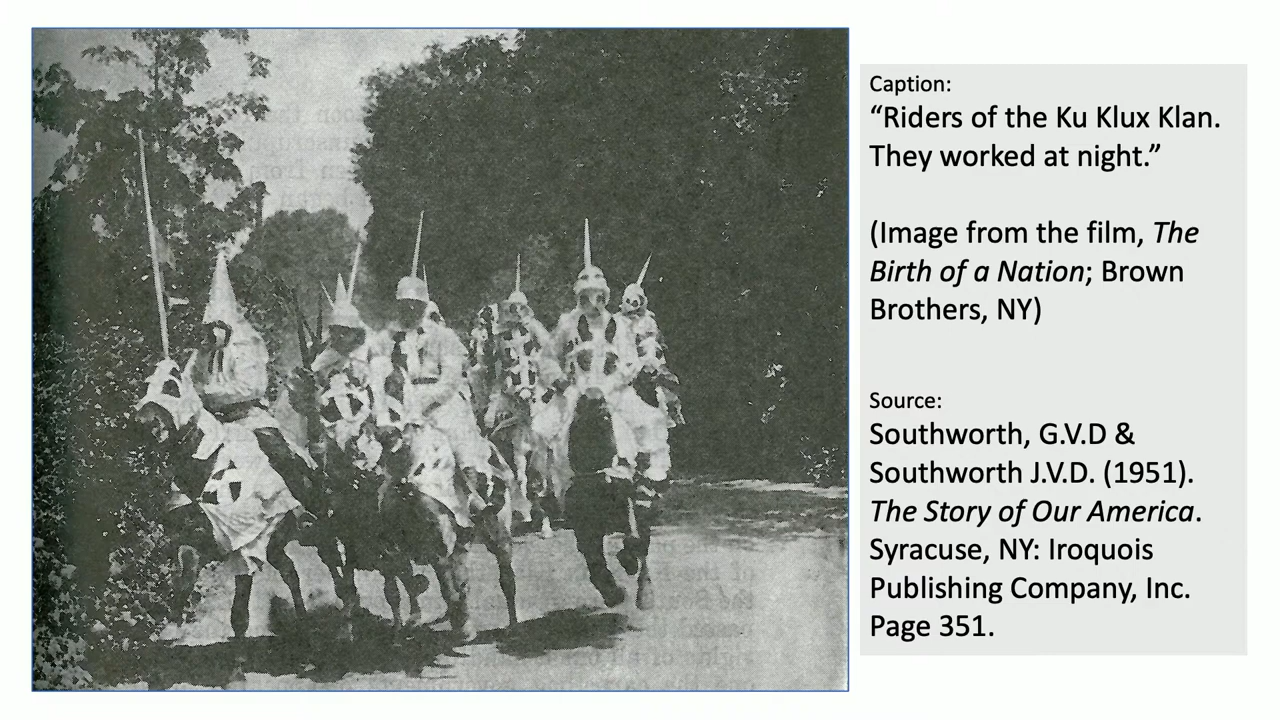 Caption:
“Riders of the Ku Klux Klan.
They worked at night.”
(Image from the film, The
Birth of a Nation; Brown
Brothers, NY)
Source:
Southworth, G.V.D &
Southworth J.V.D. (1951).
The Story of Our America.
Syracuse, NY: Iroquois
Publishing Company, Inc.
Page 351.